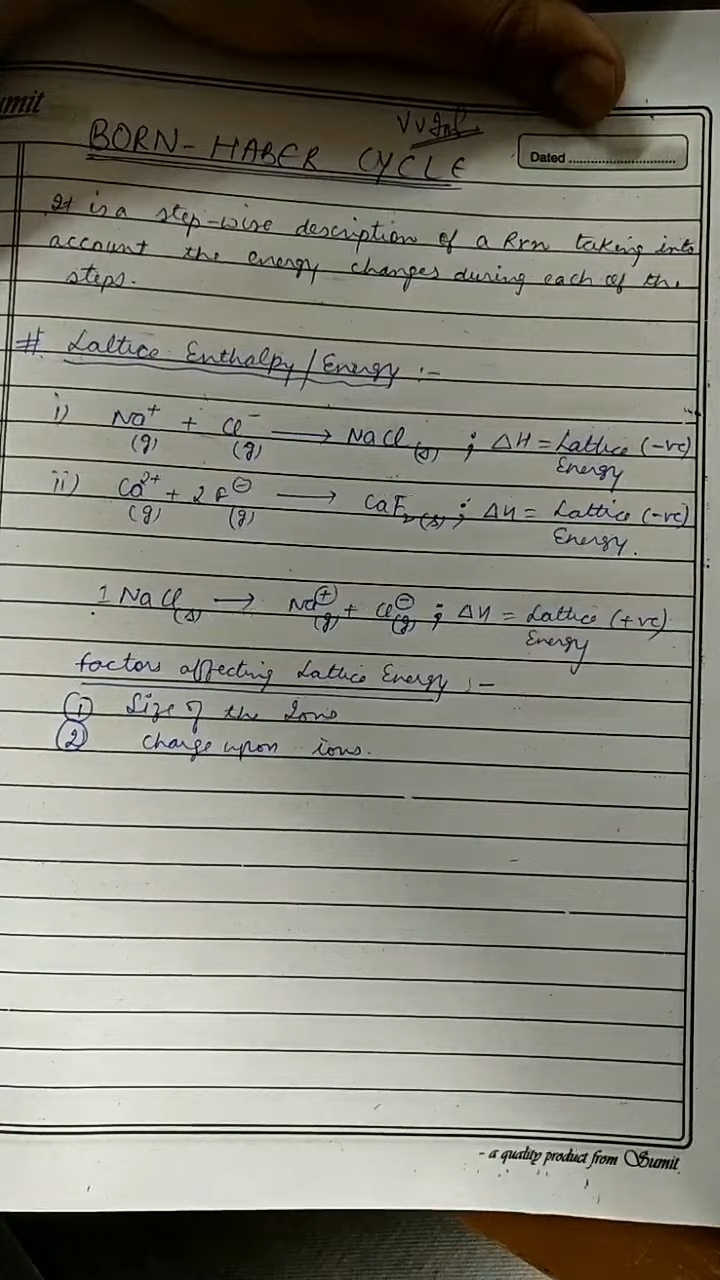 umit
V V Inf.
BORN-HABER CYCLE
Dated
It is a step-wise description of a Rxn taking into
account the energy changes during each of the
steps.
# Lattice Enthalpy/Energy :-
i) Na⁺(g) + Cl⁻(g) ⟶ NaCl(s) ; ΔH = Lattice (-ve)
Energy
ii) Ca²⁺(g) + 2F⊖(g) ⟶ CaF₂(s) ; ΔH = Lattice (-ve)
Energy.
1 NaCl(s) ⟶ Na⊕(g) + Cl⊖(g) ; ΔH = Lattice (+ve)
Energy
factors affecting Lattice Energy :-
① Size of the Ions
② charge upon ions.
- a quality product from Sumit